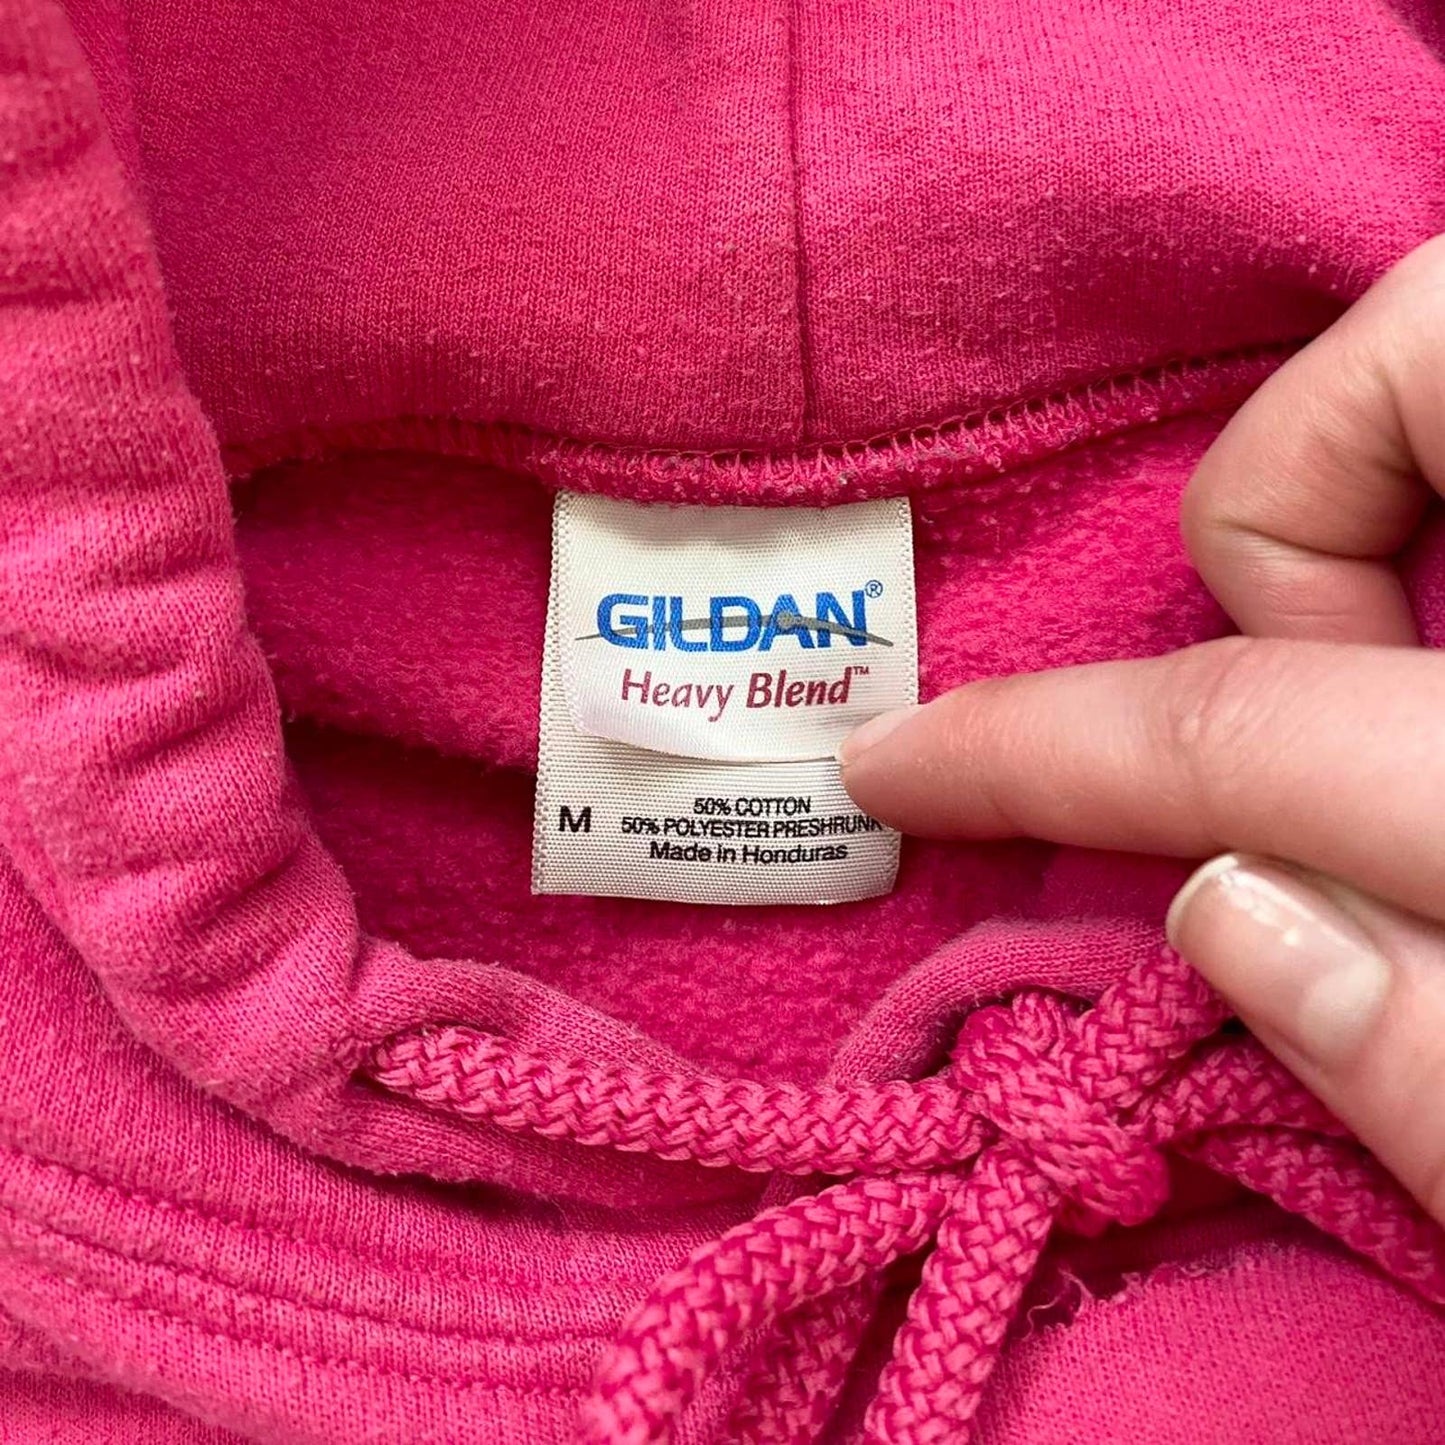 GILDAN®
Heavy Blend™
M
50% COTTON
50% POLYESTER PRESHRUNK
Made in Honduras